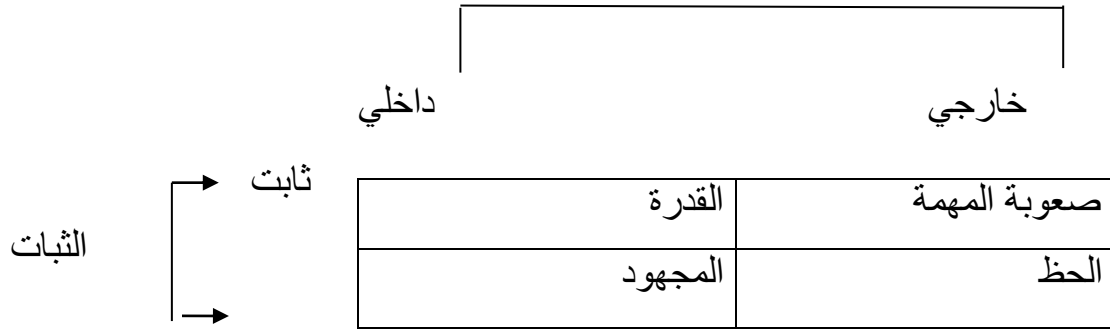 خارجي داخلي
ثابت
صعوبة المهمة القدرة
الثبات
الحظ المجهود